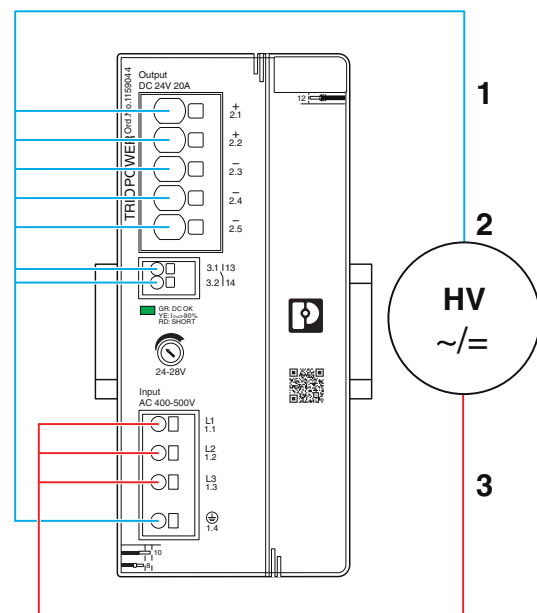 Output
DC 24V 20A
TRIO POWER Ord.No.1159044
+
2.1
+
2.2
−
2.3
−
2.4
−
2.5
12
3.1 13
3.2 14
GR: DC OK
YE: Iout>90%
RD: SHORT
24-28V
Input
AC 400-500V
L1
1.1
L2
1.2
L3
1.3
1.4
10
8
1
2
HV
~/=
3